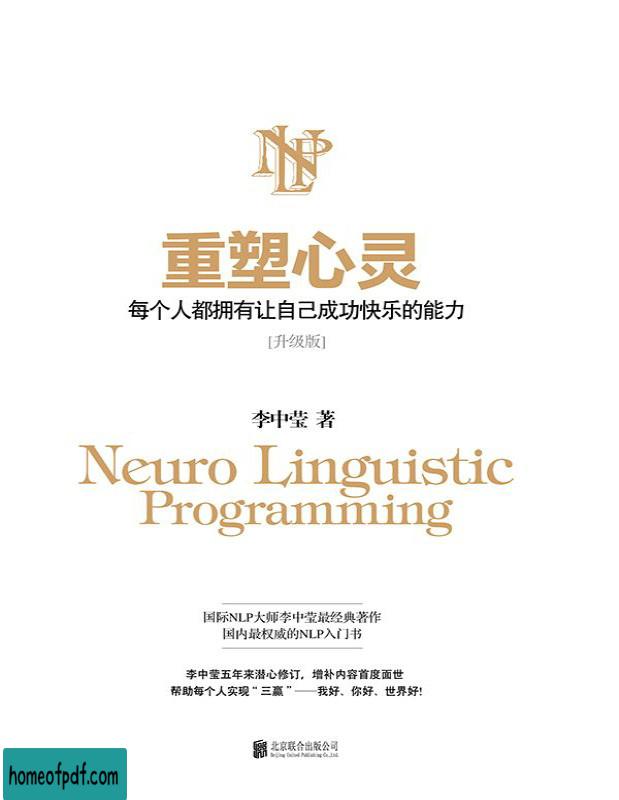 NLP
重塑心灵
每个人都拥有让自己成功快乐的能力
[升级版]
李中莹 著
Neuro Linguistic
Programming
国际NLP大师李中莹最经典著作
国内最权威的NLP入门书
李中莹五年来潜心修订，增补内容首度面世
帮助每个人实现“三赢”——我好、你好、世界好!
北京联合出版公司
Beijing United Publishing Co.,Ltd.
homeofpdf.com